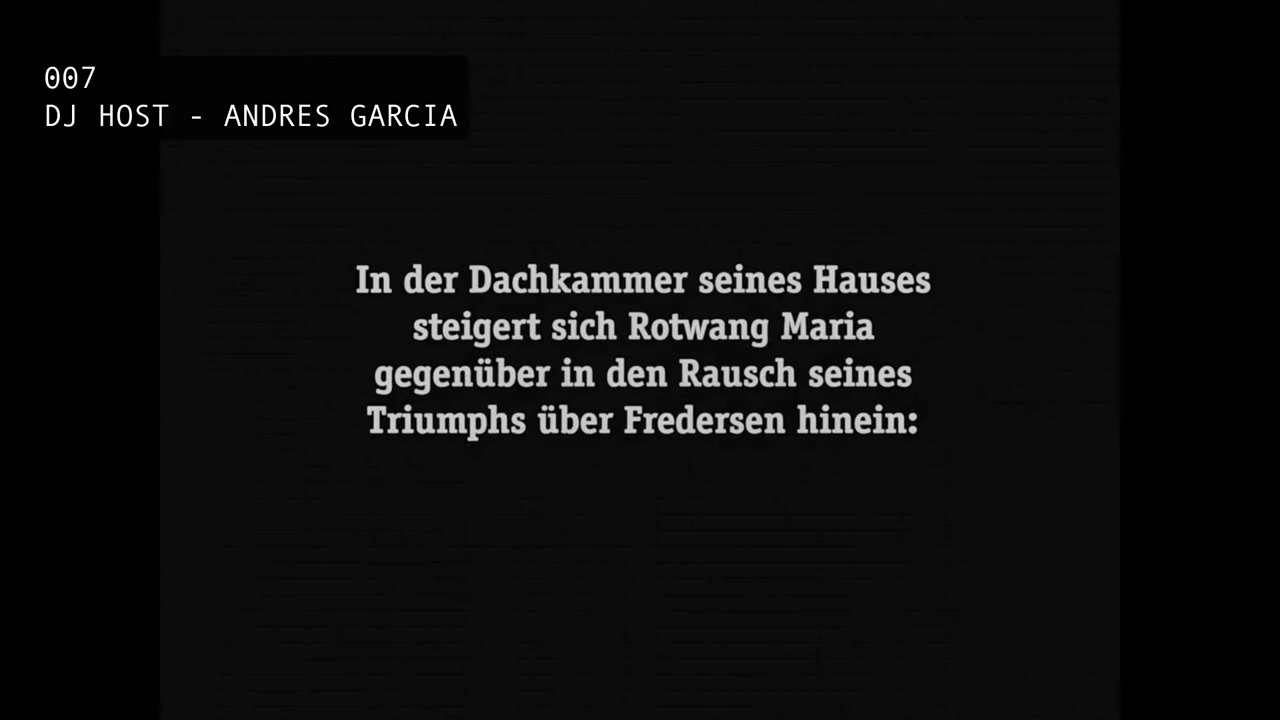 007
DJ HOST - ANDRES GARCIA
In der Dachkammer seines Hauses
steigert sich Rotwang Maria
gegenüber in den Rausch seines
Triumphs über Fredersen hinein: